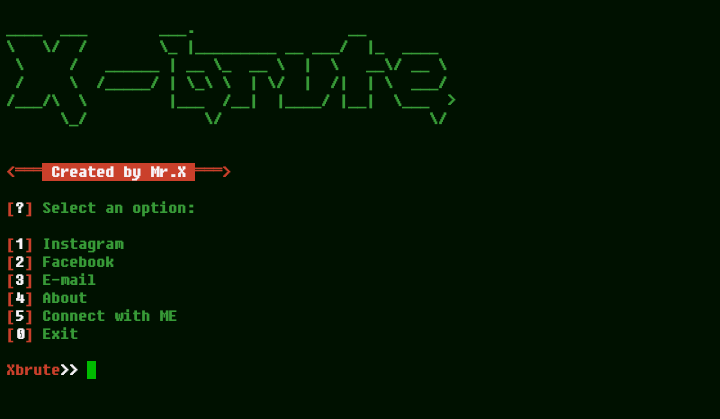 X-brute
Created by Mr.X
[?] Select an option:
[1] Instagram
[2] Facebook
[3] E-mail
[4] About
[5] Connect with ME
[0] Exit
Xbrute>>